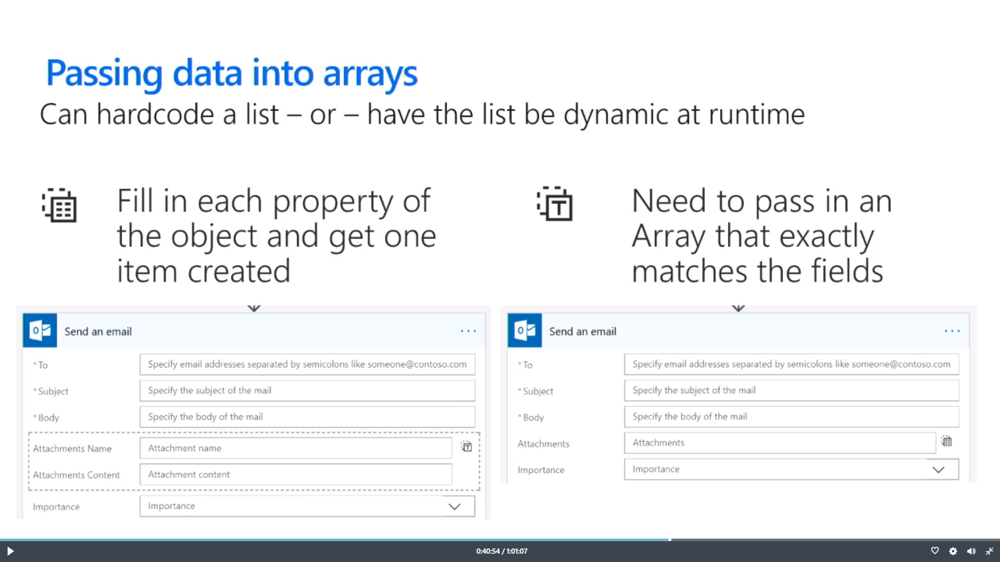 Passing data into arrays
Can hardcode a list – or – have the list be dynamic at runtime
Fill in each property of
the object and get one
item created
Need to pass in an
Array that exactly
matches the fields
Send an email
* To
Specify email addresses separated by semicolons like someone@contoso.com
* Subject
Specify the subject of the mail
* Body
Specify the body of the mail
Attachments Name
Attachment name
Attachments Content
Attachment content
Importance
Importance
Send an email
* To
Specify email addresses separated by semicolons like someone@contoso.com
* Subject
Specify the subject of the mail
* Body
Specify the body of the mail
Attachments
Attachments
Importance
Importance
0:40:54 / 1:01:07